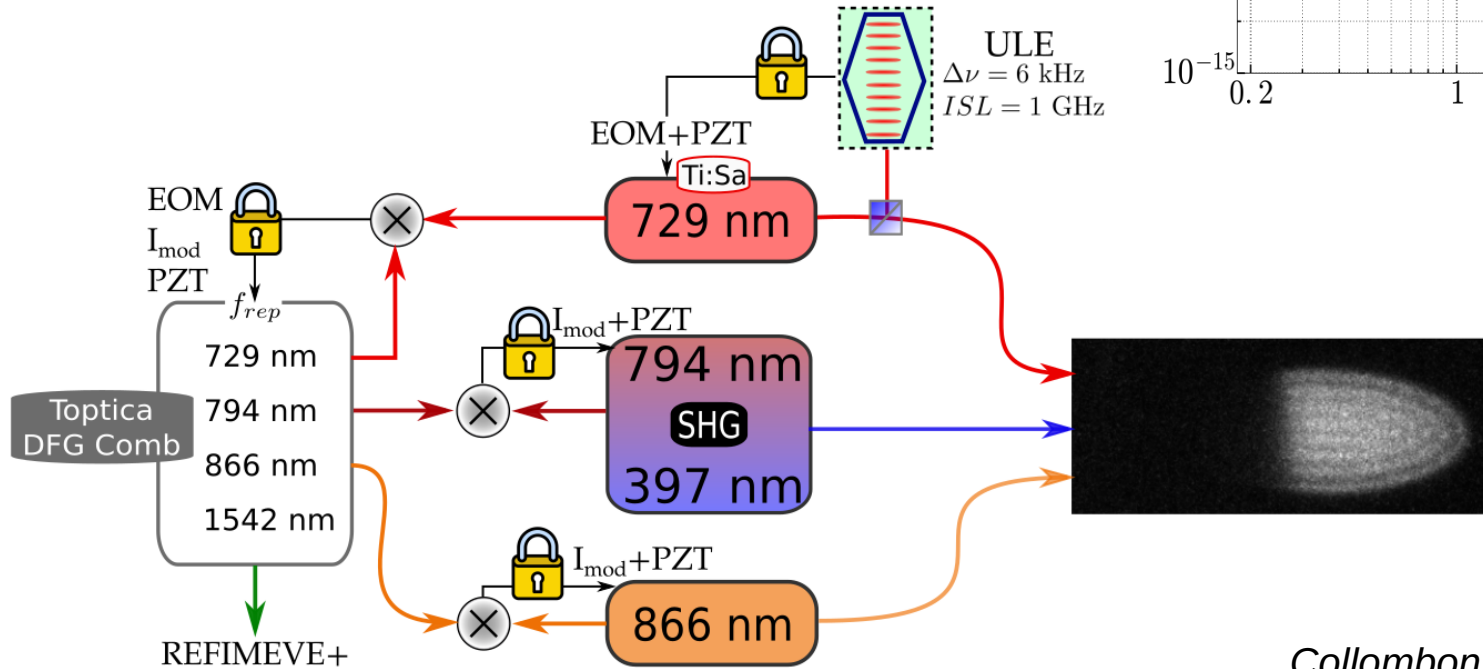 ULE
Δν = 6 kHz
ISL = 1 GHz
10⁻¹⁵
0.2
1
EOM+PZT
Ti:Sa
729 nm
EOM
I_mod
PZT
f_rep
729 nm
794 nm
866 nm
1542 nm
Toptica
DFG Comb
I_mod+PZT
794 nm
SHG
397 nm
I_mod+PZT
866 nm
REFIMEVE+
Collombon